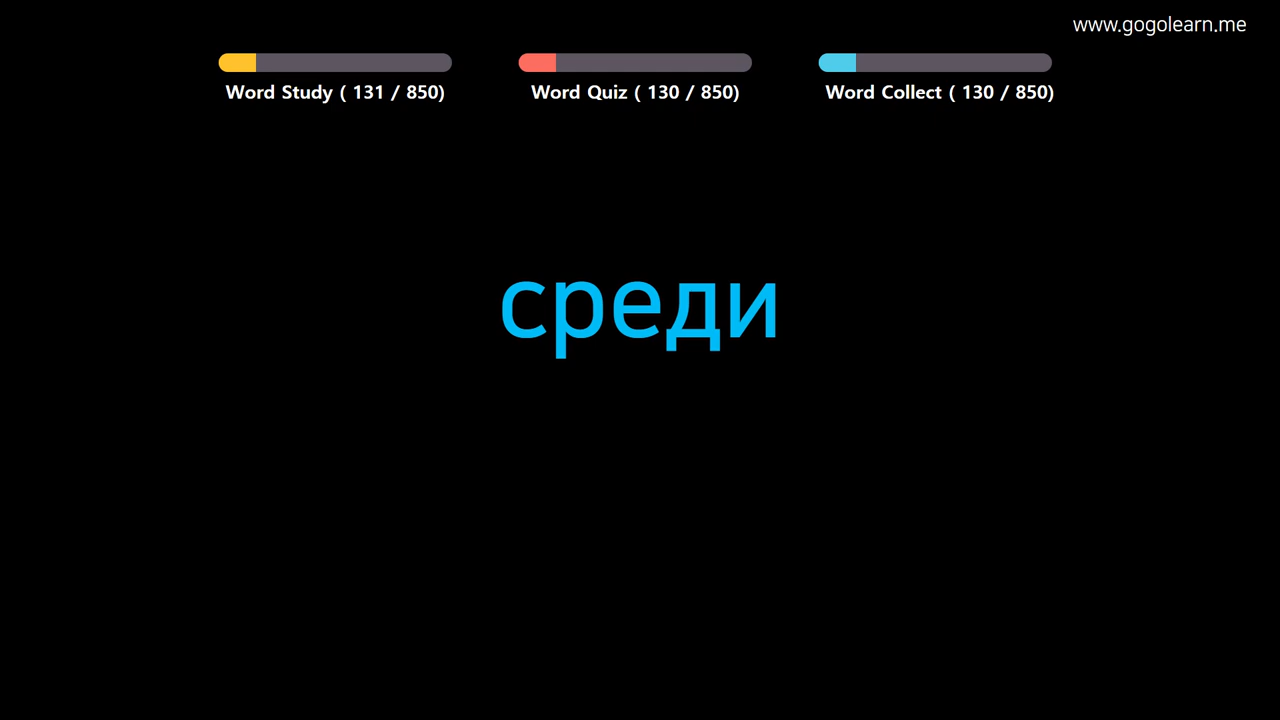 www.gogolearn.me
Word Study ( 131 / 850)
Word Quiz ( 130 / 850)
Word Collect ( 130 / 850)
среди